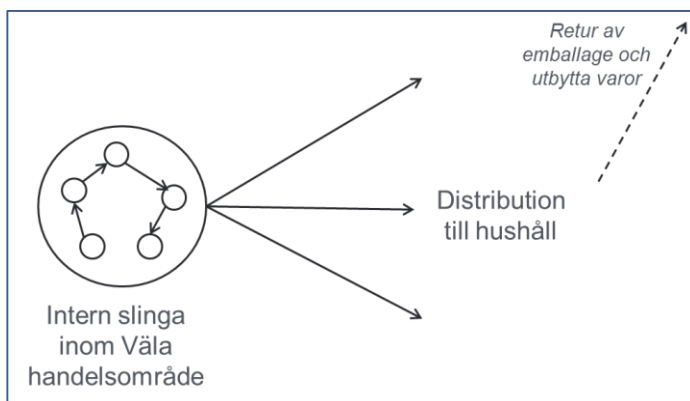 Retur av
emballage och
utbytta varor
Distribution
till hushåll
Intern slinga
inom Väla
handelsområde